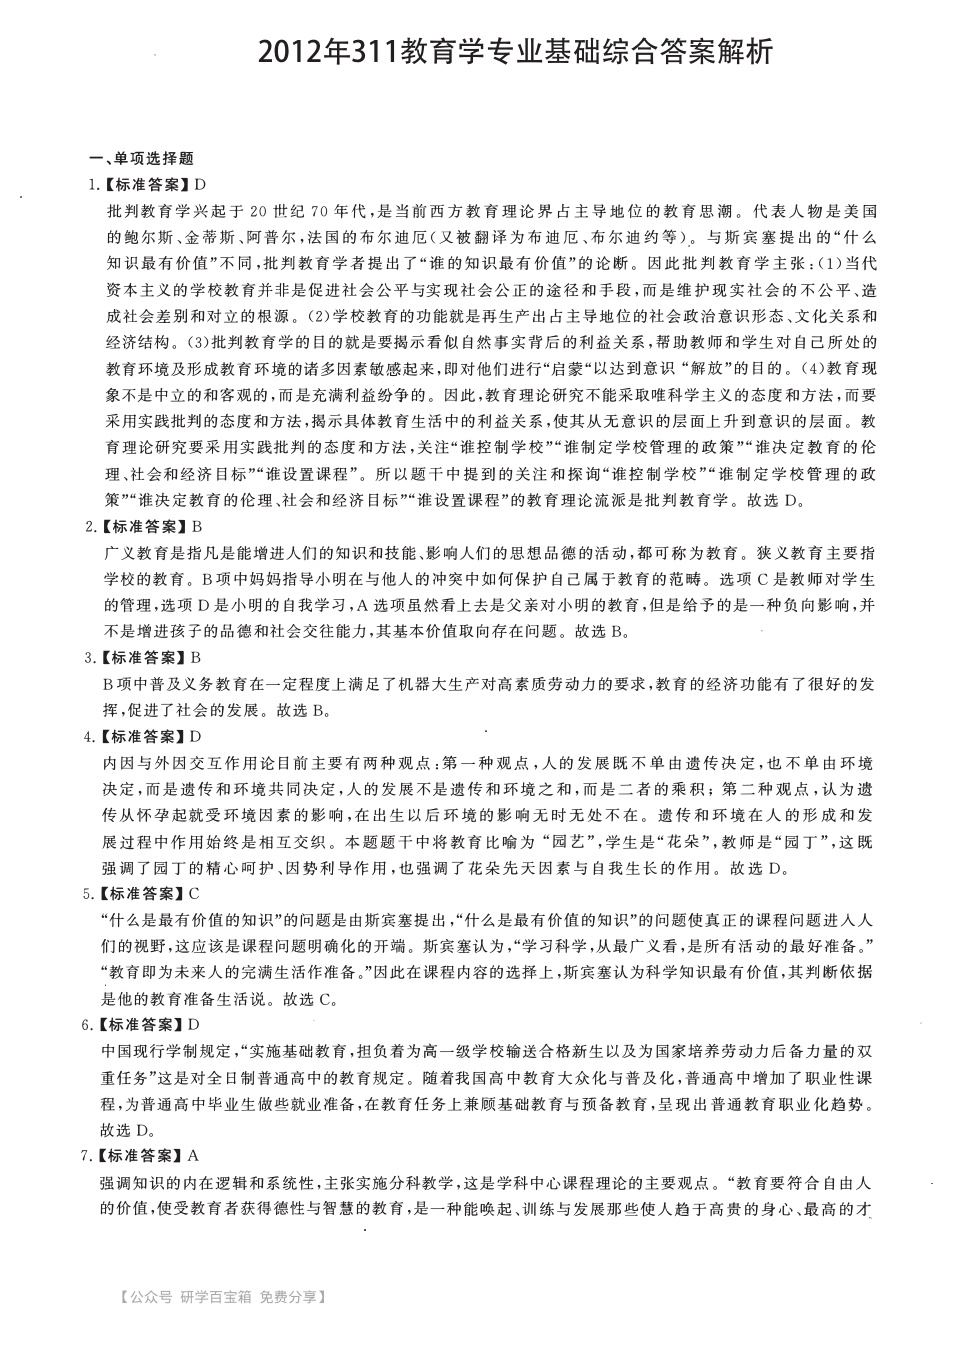 2012年311教育学专业基础综合答案解析
一、单项选择题
1.【标准答案】D
批判教育学兴起于 20 世纪 70 年代,是当前西方教育理论界占主导地位的教育思潮。代表人物是美国
的鲍尔斯、金蒂斯、阿普尔,法国的布尔迪厄(又被翻译为布迪厄、布尔迪约等)。与斯宾塞提出的“什么
知识最有价值”不同,批判教育学者提出了“谁的知识最有价值”的论断。因此批判教育学主张:(1)当代
资本主义的学校教育并非是促进社会公平与实现社会公正的途径和手段,而是维护现实社会的不公平、造
成社会差别和对立的根源。(2)学校教育的功能就是再生产出占主导地位的社会政治意识形态、文化关系和
经济结构。(3)批判教育学的目的就是要揭示看似自然事实背后的利益关系,帮助教师和学生对自己所处的
教育环境及形成教育环境的诸多因素敏感起来,即对他们进行“启蒙“以达到意识 “解放”的目的。(4)教育现
象不是中立的和客观的,而是充满利益纷争的。因此,教育理论研究不能采取唯科学主义的态度和方法,而要
采用实践批判的态度和方法,揭示具体教育生活中的利益关系,使其从无意识的层面上升到意识的层面。教
育理论研究要采用实践批判的态度和方法,关注“谁控制学校”“谁制定学校管理的政策”“谁决定教育的伦
理、社会和经济目标”“谁设置课程”。所以题干中提到的关注和探询“谁控制学校”“谁制定学校管理的政
策”“谁决定教育的伦理、社会和经济目标”“谁设置课程”的教育理论流派是批判教育学。故选 D。
2.【标准答案】B
广义教育是指凡是能增进人们的知识和技能、影响人们的思想品德的活动,都可称为教育。狭义教育主要指
学校的教育。B项中妈妈指导小明在与他人的冲突中如何保护自己属于教育的范畴。选项 C 是教师对学生
的管理,选项 D 是小明的自我学习,A 选项虽然看上去是父亲对小明的教育,但是给予的是一种负向影响,并
不是增进孩子的品德和社会交往能力,其基本价值取向存在问题。故选 B。
3.【标准答案】B
B项中普及义务教育在一定程度上满足了机器大生产对高素质劳动力的要求,教育的经济功能有了很好的发
挥,促进了社会的发展。故选 B。
4.【标准答案】D
内因与外因交互作用论目前主要有两种观点:第一种观点,人的发展既不单由遗传决定,也不单由环境
决定,而是遗传和环境共同决定,人的发展不是遗传和环境之和,而是二者的乘积; 第二种观点,认为遗
传从怀孕起就受环境因素的影响,在出生以后环境的影响无时无处不在。遗传和环境在人的形成和发
展过程中作用始终是相互交织。本题题干中将教育比喻为 “园艺”,学生是“花朵”,教师是“园丁”,这既
强调了园丁的精心呵护、因势利导作用,也强调了花朵先天因素与自我生长的作用。故选 D。
5.【标准答案】C
“什么是最有价值的知识”的问题是由斯宾塞提出,“什么是最有价值的知识”的问题使真正的课程问题进入人
们的视野,这应该是课程问题明确化的开端。斯宾塞认为,“学习科学,从最广义看,是所有活动的最好准备。”
“教育即为未来人的完满生活作准备。”因此在课程内容的选择上,斯宾塞认为科学知识最有价值,其判断依据
是他的教育准备生活说。故选 C。
6.【标准答案】D
中国现行学制规定,“实施基础教育,担负着为高一级学校输送合格新生以及为国家培养劳动力后备力量的双
重任务”这是对全日制普通高中的教育规定。随着我国高中教育大众化与普及化,普通高中增加了职业性课
程,为普通高中毕业生做些就业准备,在教育任务上兼顾基础教育与预备教育,呈现出普通教育职业化趋势。
故选 D。
7.【标准答案】A
强调知识的内在逻辑和系统性,主张实施分科教学,这是学科中心课程理论的主要观点。“教育要符合自由人
的价值,使受教育者获得德性与智慧的教育,是一种能唤起、训练与发展那些使人趋于高贵的身心、最高的才
【公众号 研学百宝箱 免费分享】